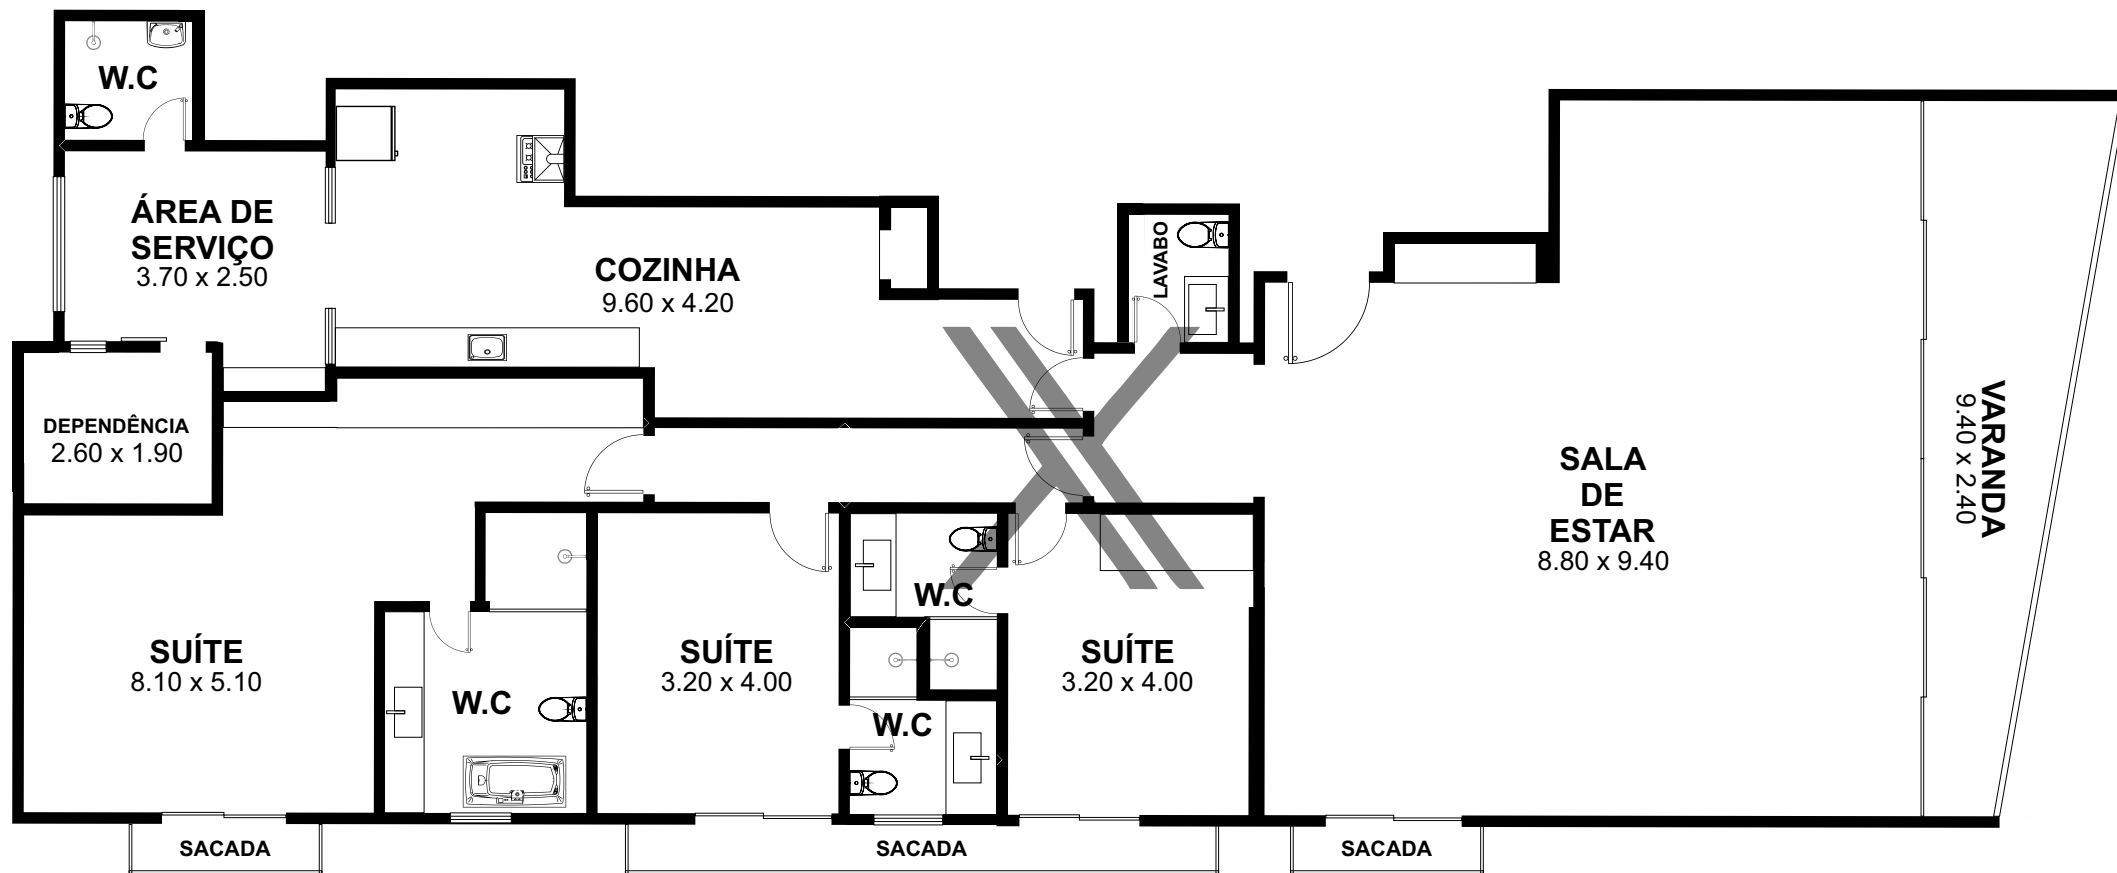 W.C
ÁREA DE
SERVIÇO
3.70 x 2.50
COZINHA
9.60 x 4.20
LAVABO
DEPENDÊNCIA
2.60 x 1.90
SALA
DE
ESTAR
8.80 x 9.40
VARANDA
9.40 x 2.40
SUÍTE
8.10 x 5.10
W.C
SUÍTE
3.20 x 4.00
W.C
W.C
SUÍTE
3.20 x 4.00
SACADA
SACADA
SACADA